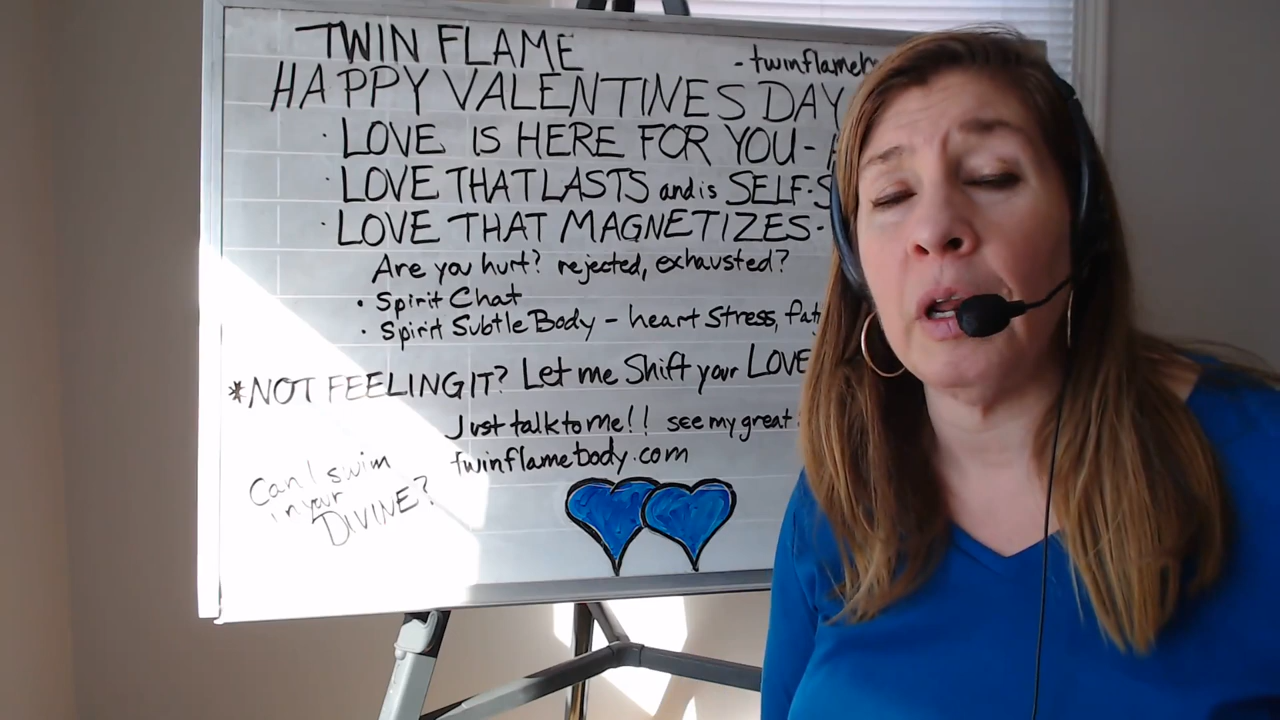 TWIN FLAME
- twinflame
HAPPY VALENTINES DAY
· LOVE IS HERE FOR YOU -
· LOVE THAT LASTS and is SELF-S
· LOVE THAT MAGNETIZES -
Are you hurt? rejected, exhausted?
• Spirit Chat
• Spirit Subtle Body - heart Stress,
*NOT FEELING IT? Let me Shift your LOVE
Just talk to me!! see my great
twinflamebody.com
Can I swim
in your
DIVINE?